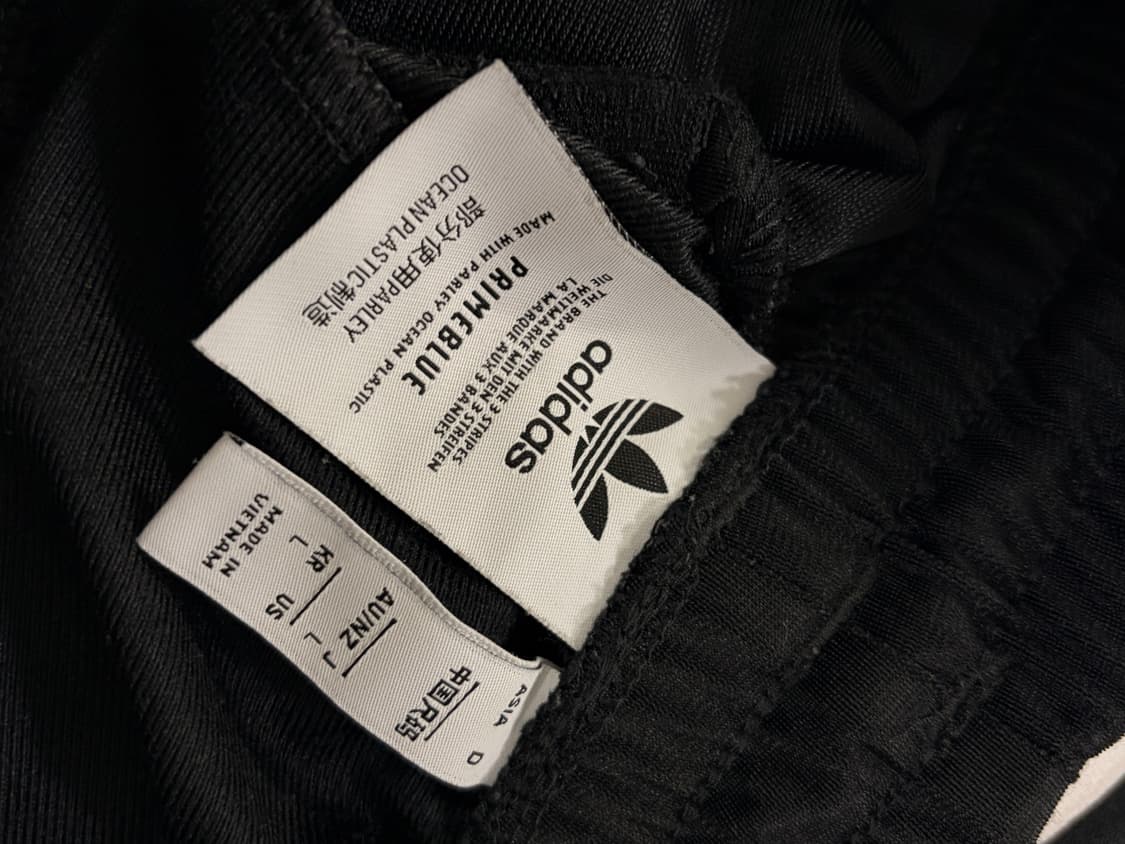 adidas
THE BRAND WITH THE 3 STRIPES
DIE WELTMARKE MIT DEN 3 STREIFEN
LA MARQUE AUX 3 BANDES
PRIMEBLUE
MADE WITH PARLEY OCEAN PLASTIC
部分使用PARLEY
OCEAN PLASTIC制造
ASIA
中国尺码
AU/NZ
L
KR
L
US
MADE IN
VIETNAM